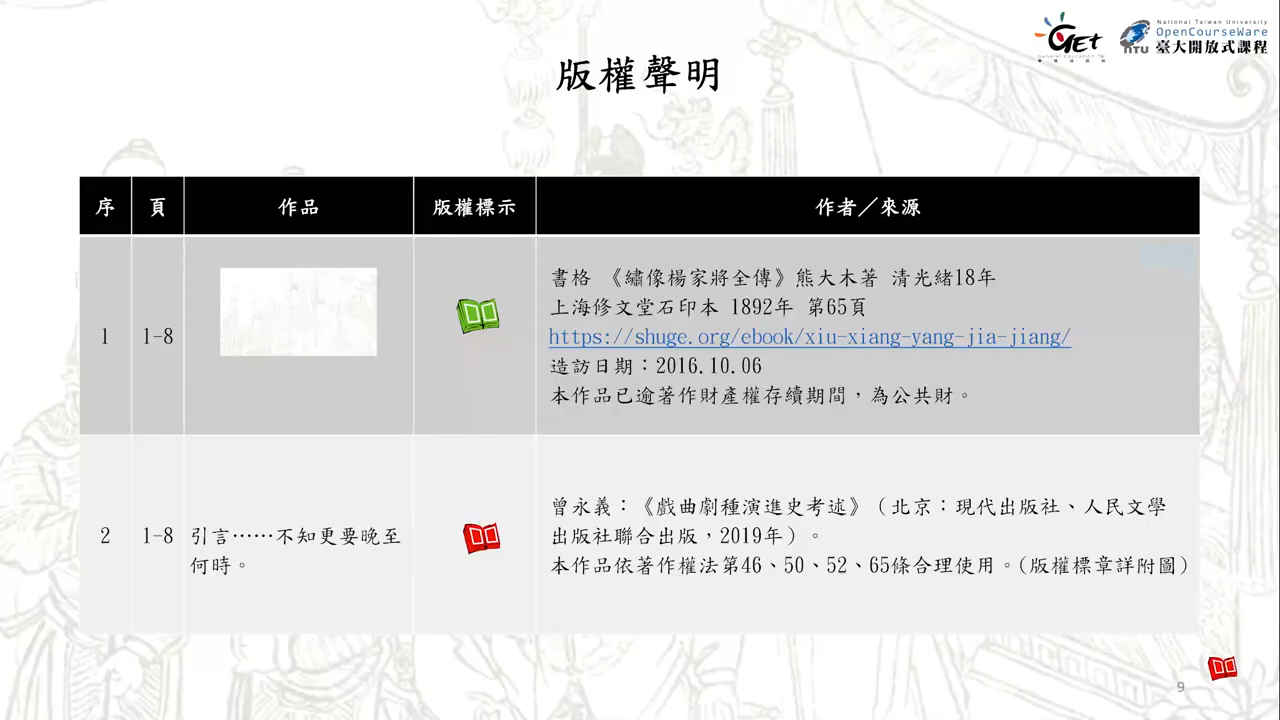 GET
General Education TW
National Taiwan University
OpenCourseWare
NTU 臺大開放式課程
版權聲明
序 頁 作品 版權標示 作者／來源
1 1-8
書格 《繡像楊家將全傳》熊大木著 清光緒18年
上海修文堂石印本 1892年 第65頁
https://shuge.org/ebook/xiu-xiang-yang-jia-jiang/
造訪日期：2016.10.06
本作品已逾著作財產權存續期間，為公共財。
2 1-8
引言……不知更要晚至
何時。
曾永義：《戲曲劇種演進史考述》（北京：現代出版社、人民文學
出版社聯合出版，2019年）。
本作品依著作權法第46、50、52、65條合理使用。（版權標章詳附圖）
9